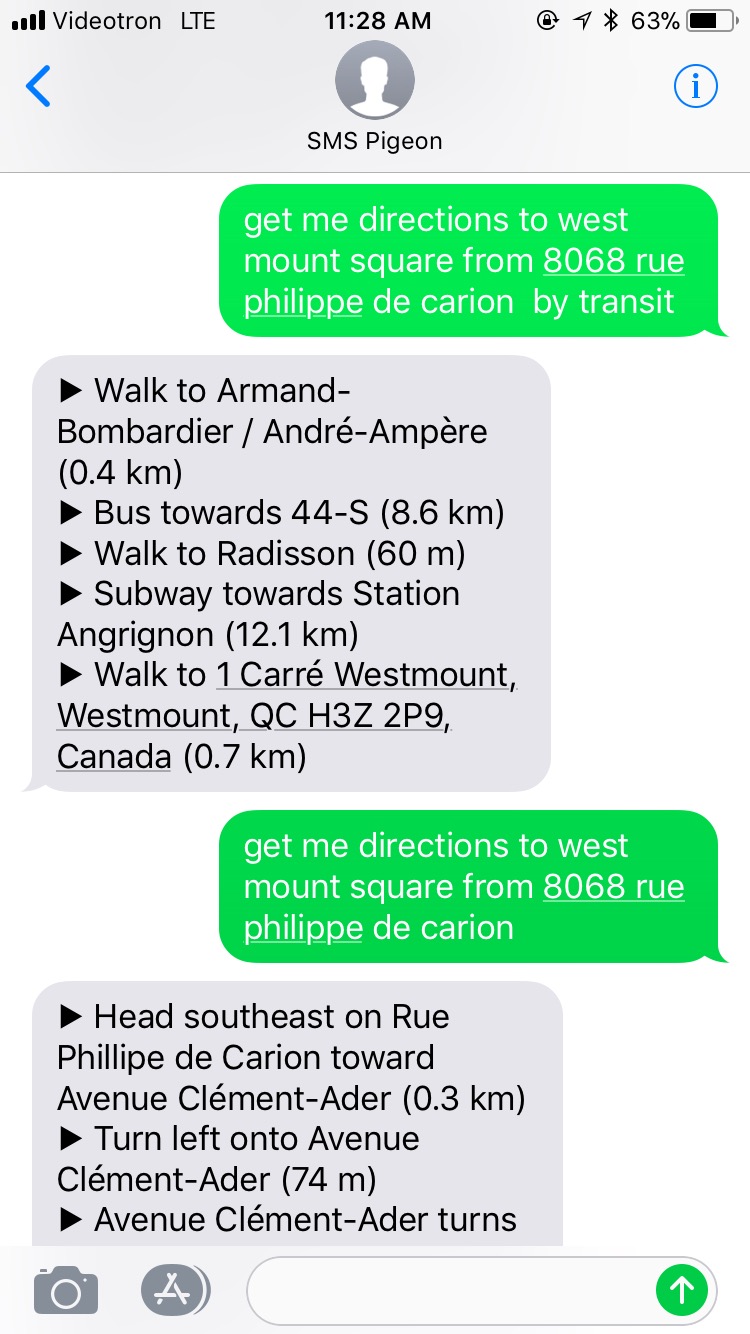 Videotron LTE 11:28 AM 63%
SMS Pigeon
get me directions to west
mount square from 8068 rue
philippe de carion  by transit
▶ Walk to Armand-
Bombardier / André-Ampère
(0.4 km)
▶ Bus towards 44-S (8.6 km)
▶ Walk to Radisson (60 m)
▶ Subway towards Station
Angrignon (12.1 km)
▶ Walk to 1 Carré Westmount,
Westmount, QC H3Z 2P9,
Canada (0.7 km)
get me directions to west
mount square from 8068 rue
philippe de carion
▶ Head southeast on Rue
Phillipe de Carion toward
Avenue Clément-Ader (0.3 km)
▶ Turn left onto Avenue
Clément-Ader (74 m)
▶ Avenue Clément-Ader turns